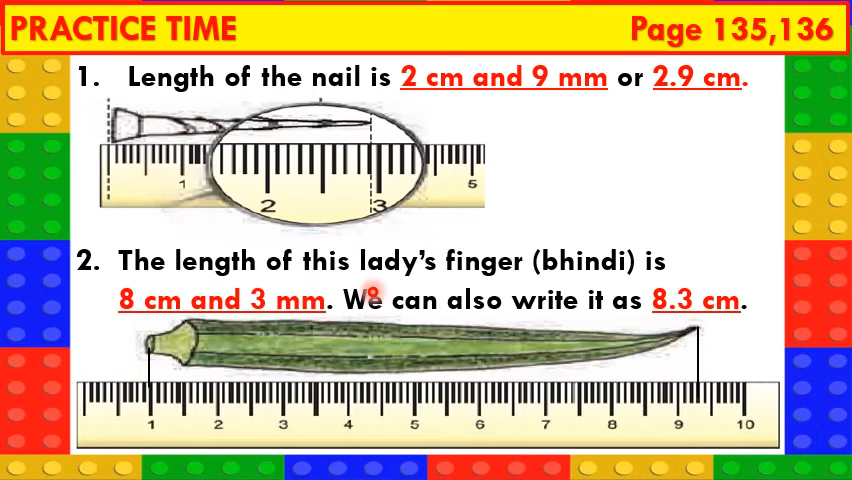 PRACTICE TIME Page 135,136
1. Length of the nail is 2 cm and 9 mm or 2.9 cm.
1 2 3 5
2. The length of this lady's finger (bhindi) is
8 cm and 3 mm. We can also write it as 8.3 cm.
1 2 3 4 5 6 7 8 9 10